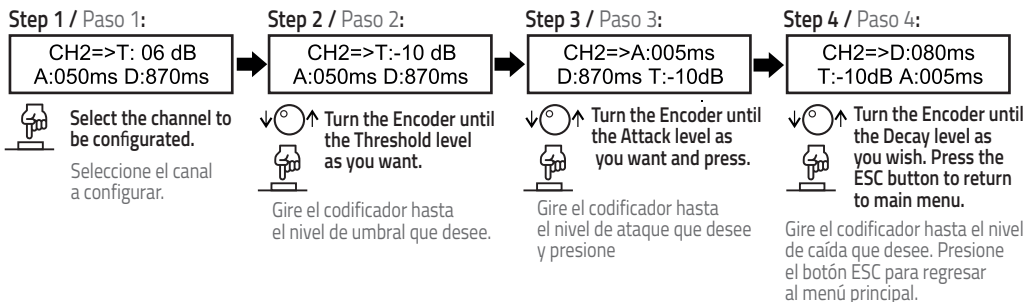 Step 1 / Paso 1:
CH2=>T: 06 dB
A:050ms D:870ms
Select the channel to
be configurated.
Seleccione el canal
a configurar.
Step 2 / Paso 2:
CH2=>T:-10 dB
A:050ms D:870ms
Turn the Encoder until
the Threshold level
as you want.
Gire el codificador hasta
el nivel de umbral que desee.
Step 3 / Paso 3:
CH2=>A:005ms
D:870ms T:-10dB
Turn the Encoder until
the Attack level as
you want and press.
Gire el codificador hasta
el nivel de ataque que desee
y presione
Step 4 / Paso 4:
CH2=>D:080ms
T:-10dB A:005ms
Turn the Encoder until
the Decay level as
you wish. Press the
ESC button to return
to main menu.
Gire el codificador hasta el nivel
de caída que desee. Presione
el botón ESC para regresar
al menú principal.